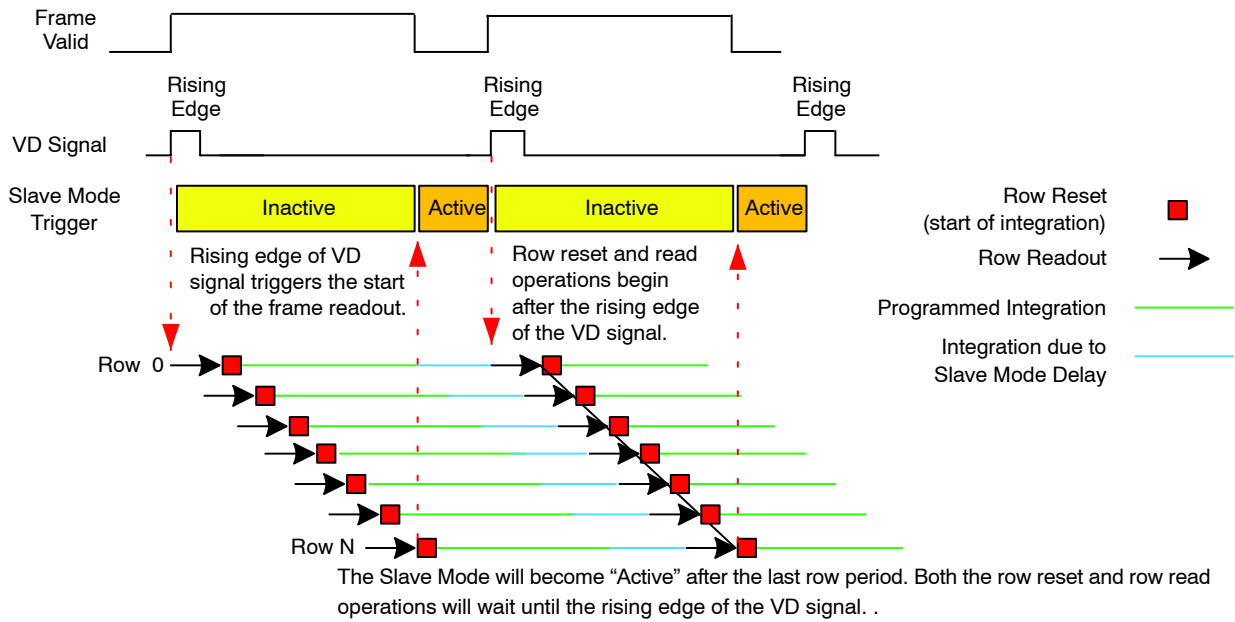 Frame
Valid
Rising
Edge
Rising
Edge
Rising
Edge
VD Signal
Slave Mode
Trigger
Inactive
Active
Inactive
Active
Row Reset
(start of integration)
Row Readout
Programmed Integration
Integration due to
Slave Mode Delay
Rising edge of VD
signal triggers the start
of the frame readout.
Row reset and read
operations begin
after the rising edge
of the VD signal.
Row 0
Row N
The Slave Mode will become “Active” after the last row period. Both the row reset and row read
operations will wait until the rising edge of the VD signal. .